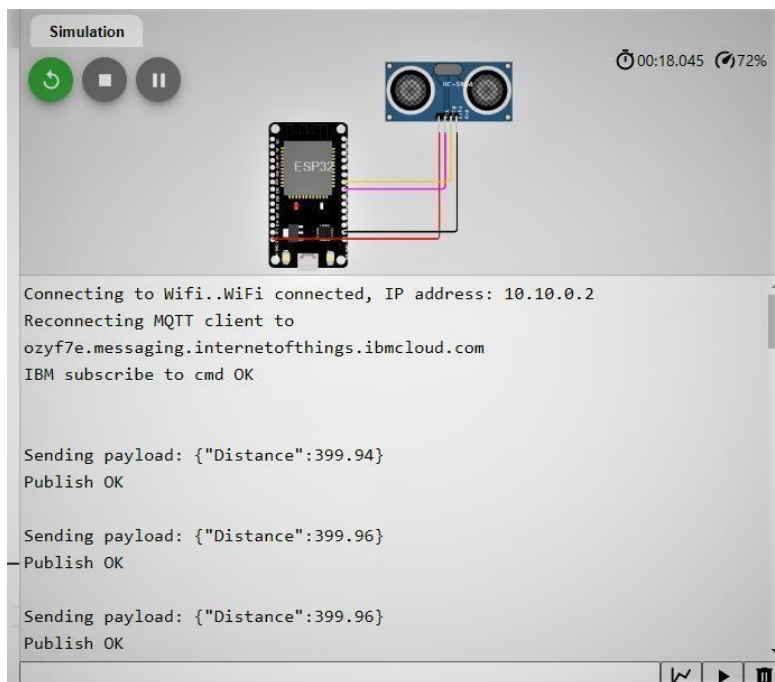 Simulation
00:18.045 72%
HC-SR04
ESP32
Connecting to Wifi..WiFi connected, IP address: 10.10.0.2
Reconnecting MQTT client to
ozyf7e.messaging.internetofthings.ibmcloud.com
IBM subscribe to cmd OK
Sending payload: {"Distance":399.94}
Publish OK
Sending payload: {"Distance":399.96}
Publish OK
Sending payload: {"Distance":399.96}
Publish OK